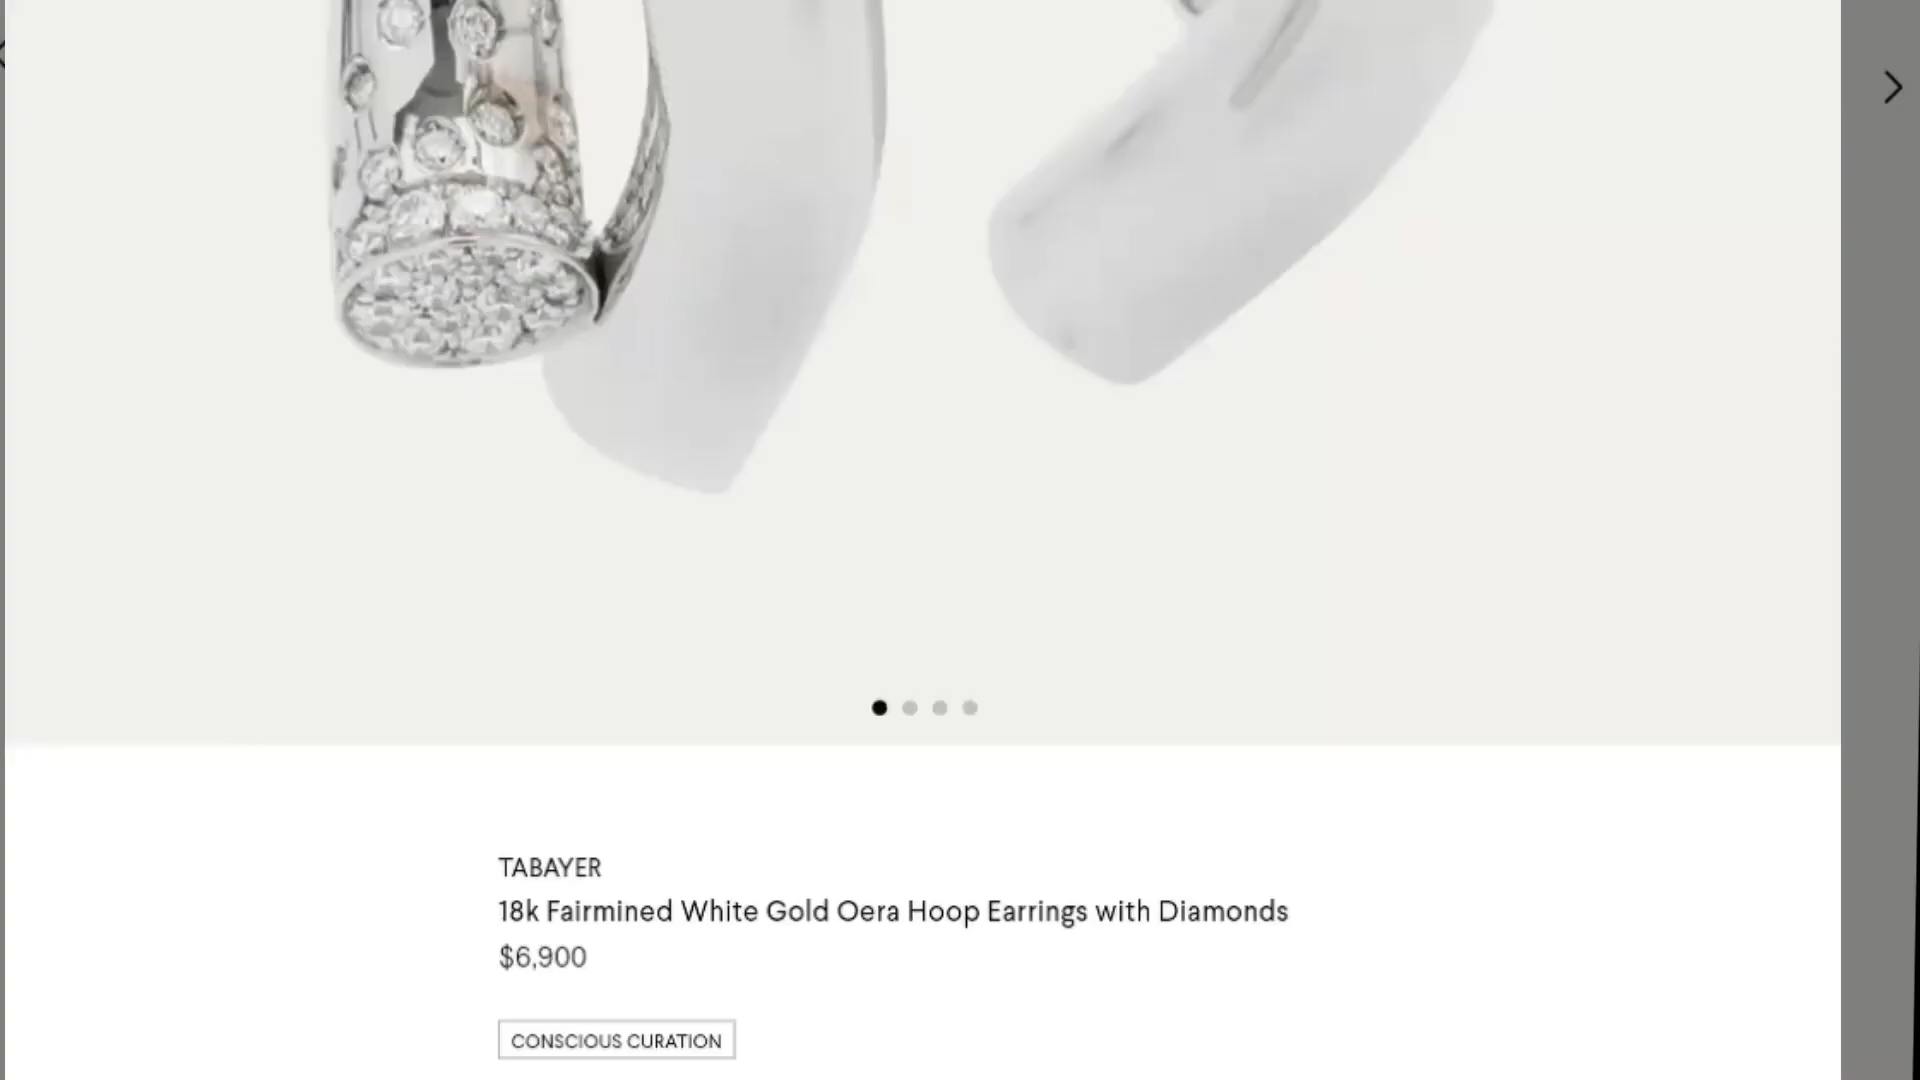 TABAYER
18k Fairmined White Gold Oera Hoop Earrings with Diamonds
$6,900
CONSCIOUS CURATION